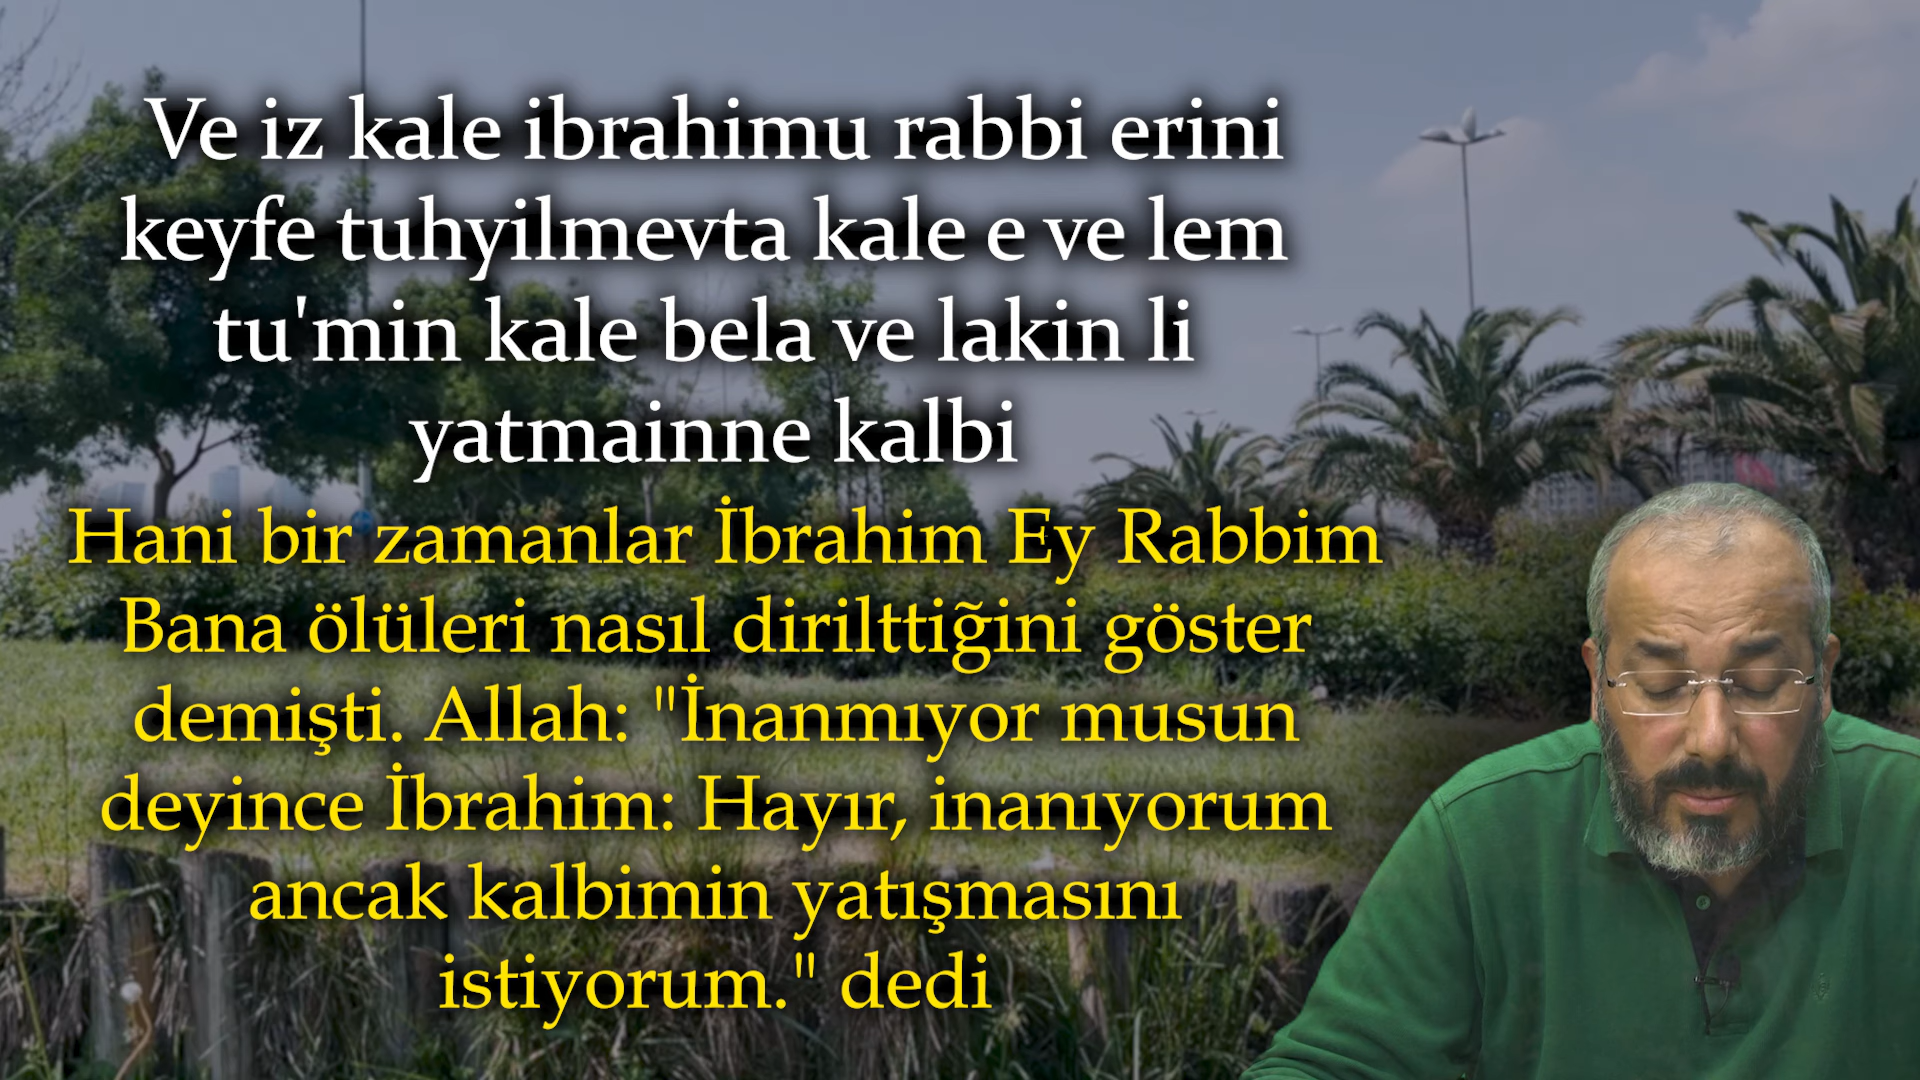 Ve iz kale ibrahimu rabbi erini
keyfe tuhyilmevta kale e ve lem
tu'min kale bela ve lakin li
yatmainne kalbi
Hani bir zamanlar İbrahim Ey Rabbim
Bana ölüleri nasıl dirilttiğ̃ini göster
demişti. Allah: "İnanmıyor musun
deyince İbrahim: Hayır, inanıyorum
ancak kalbimin yatışmasını
istiyorum." dedi